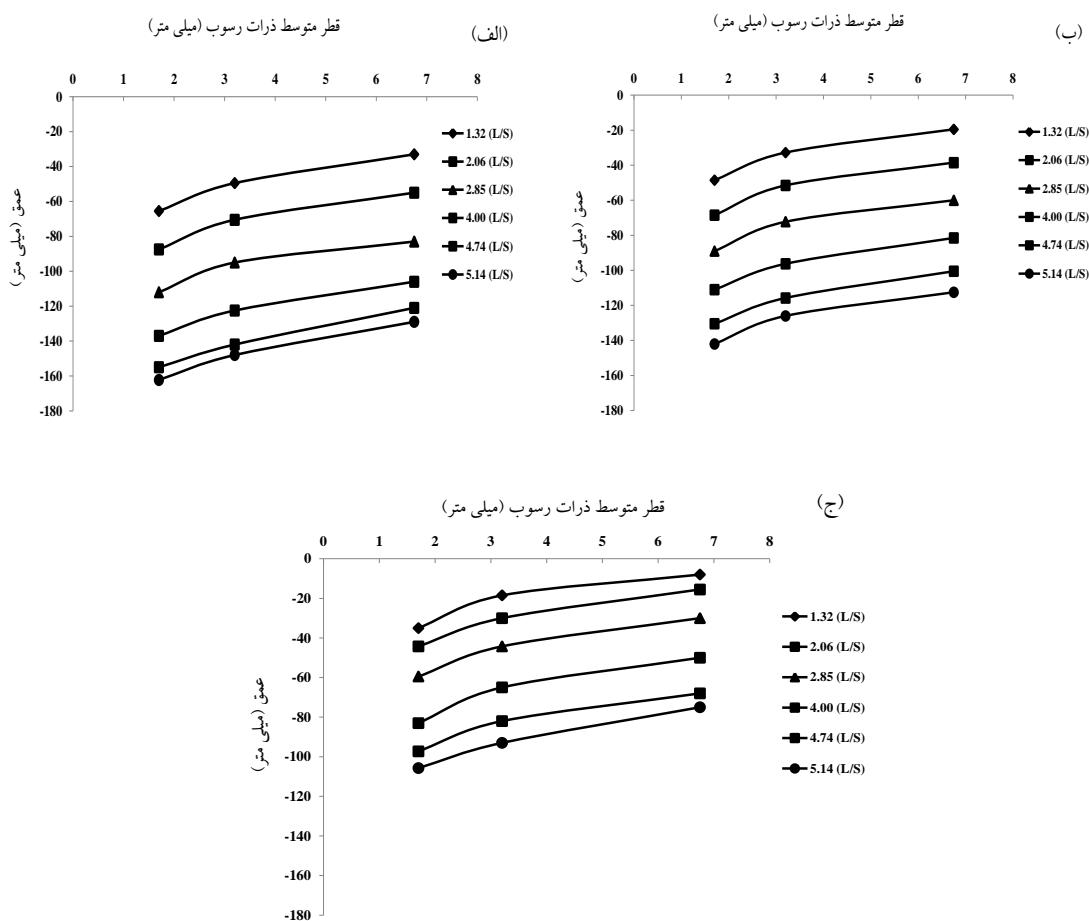 قطر متوسط ذرات رسوب (میلی متر)
(الف)
0 1 2 3 4 5 6 7 8
0
-20
-40
-60
-80
-100
-120
-140
-160
-180
عمق (میلی متر)
1.32 (L/S)
2.06 (L/S)
2.85 (L/S)
4.00 (L/S)
4.74 (L/S)
5.14 (L/S)
قطر متوسط ذرات رسوب (میلی متر)
(ب)
0 1 2 3 4 5 6 7 8
0
-20
-40
-60
-80
-100
-120
-140
-160
-180
عمق (میلی متر)
1.32 (L/S)
2.06 (L/S)
2.85 (L/S)
4.00 (L/S)
4.74 (L/S)
5.14 (L/S)
قطر متوسط ذرات رسوب (میلی متر)
(ج)
0 1 2 3 4 5 6 7 8
0
-20
-40
-60
-80
-100
-120
-140
-160
-180
عمق (میلی متر)
1.32 (L/S)
2.06 (L/S)
2.85 (L/S)
4.00 (L/S)
4.74 (L/S)
5.14 (L/S)